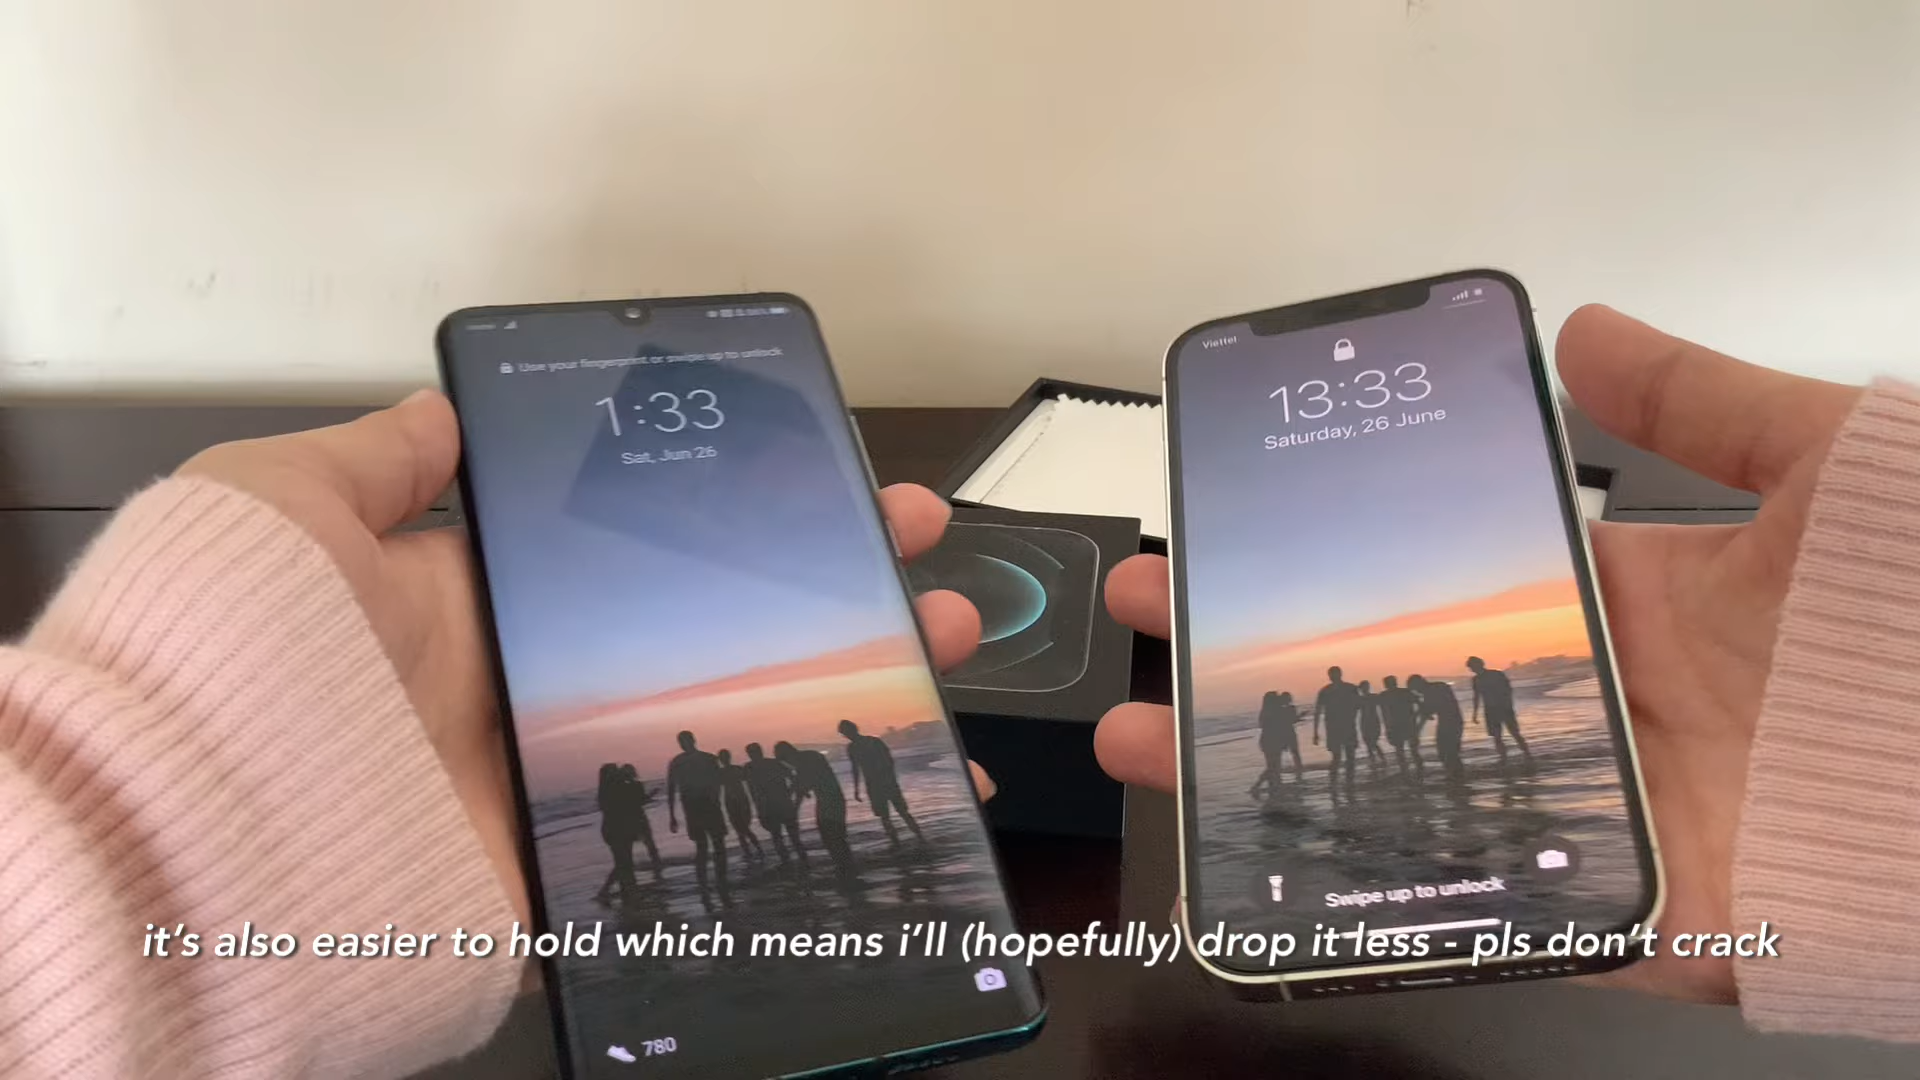 Use your fingerprint or swipe up to unlock
1:33
Sat, Jun 26
780
Viettel
13:33
Saturday, 26 June
Swipe up to unlock
it's also easier to hold which means i'll (hopefully) drop it less - pls don't crack